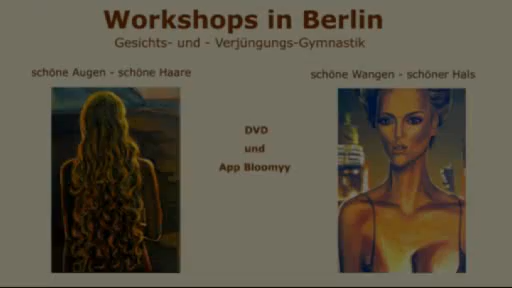 Workshops in Berlin
Gesichts- und - Verjüngungs-Gymnastik
schöne Augen - schöne Haare
schöne Wangen - schöner Hals
DVD
und
App Bloomyy